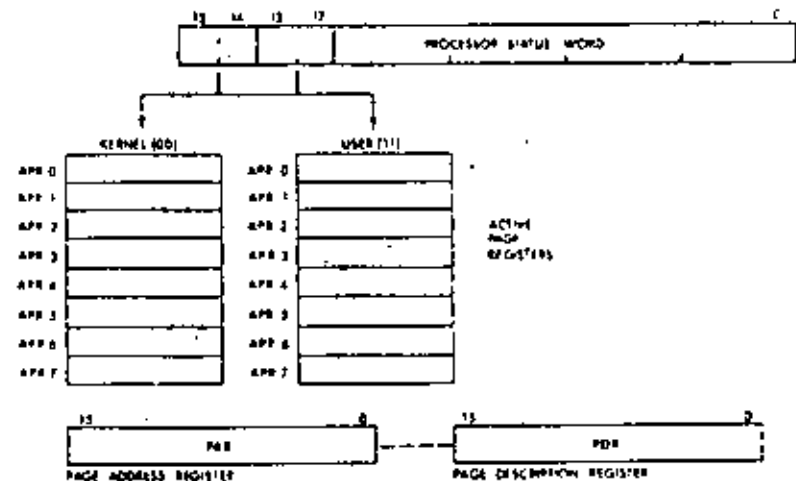 15 14 13 12 0
PROCESSOR STATUS WORD
KERNEL (00) USER (11)
APR 0 APR 0
APR 1 APR 1
APR 2 APR 2
APR 3 APR 3
APR 4 APR 4
APR 5 APR 5
APR 6 APR 6
APR 7 APR 7
ACTIVE
PAGE
REGISTERS
15 0 15 0
PAR PDR
PAGE ADDRESS REGISTER PAGE DESCRIPTION REGISTER